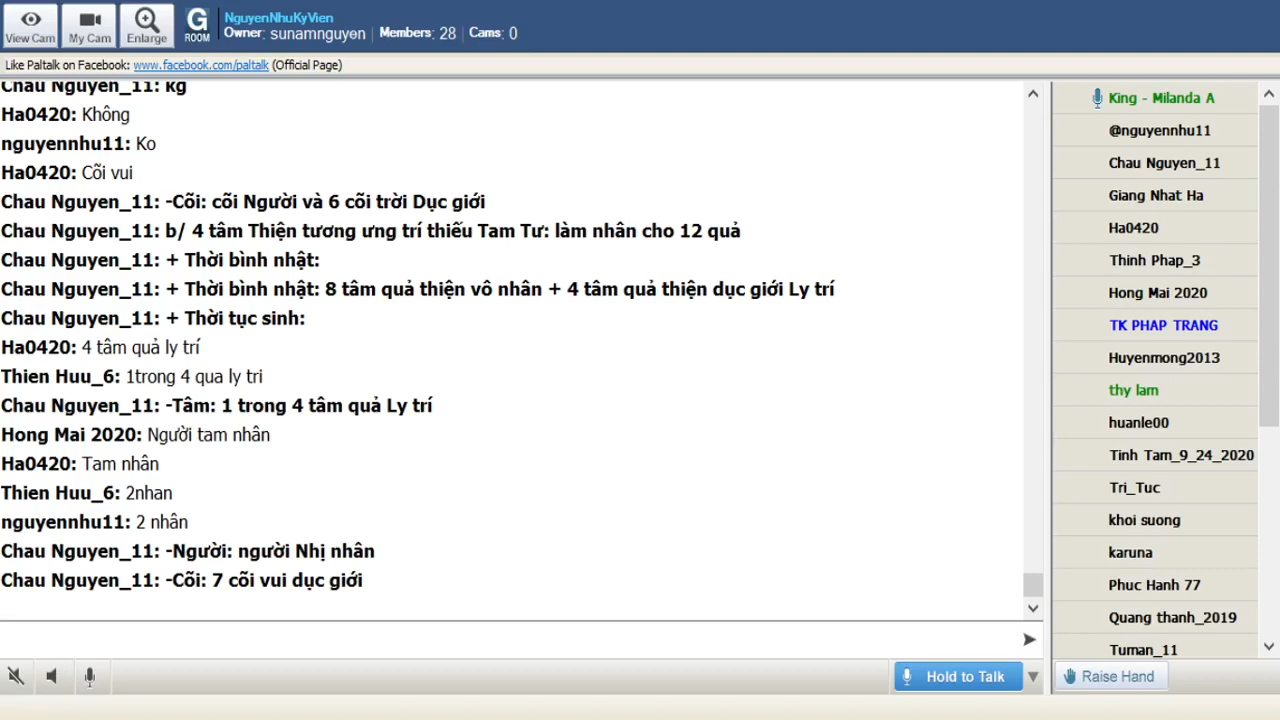 View Cam
My Cam
Enlarge
G
ROOM
NguyenNhuKyVien
Owner: sunamnguyen | Members: 28 | Cams: 0
Like Paltalk on Facebook: www.facebook.com/paltalk (Official Page)
Chau Nguyen_11: kg
Ha0420: Không
nguyennhu11: Ko
Ha0420: Cõi vui
Chau Nguyen_11: -Cõi: cõi Người và 6 cõi trời Dục giới
Chau Nguyen_11: b/ 4 tâm Thiện tương ưng trí thiếu Tam Tư: làm nhân cho 12 quả
Chau Nguyen_11: + Thời bình nhật:
Chau Nguyen_11: + Thời bình nhật: 8 tâm quả thiện vô nhân + 4 tâm quả thiện dục giới Ly trí
Chau Nguyen_11: + Thời tục sinh:
Ha0420: 4 tâm quả ly trí
Thien Huu_6: 1trong 4 qua ly tri
Chau Nguyen_11: -Tâm: 1 trong 4 tâm quả Ly trí
Hong Mai 2020: Người tam nhân
Ha0420: Tam nhân
Thien Huu_6: 2nhan
nguyennhu11: 2 nhân
Chau Nguyen_11: -Người: người Nhị nhân
Chau Nguyen_11: -Cõi: 7 cõi vui dục giới
King - Milanda A
@nguyennhu11
Chau Nguyen_11
Giang Nhat Ha
Ha0420
Thinh Phap_3
Hong Mai 2020
TK PHAP TRANG
Huyenmong2013
thy lam
huanle00
Tinh Tam_9_24_2020
Tri_Tuc
khoi suong
karuna
Phuc Hanh 77
Quang thanh_2019
Tuman_11
Hold to Talk
Raise Hand